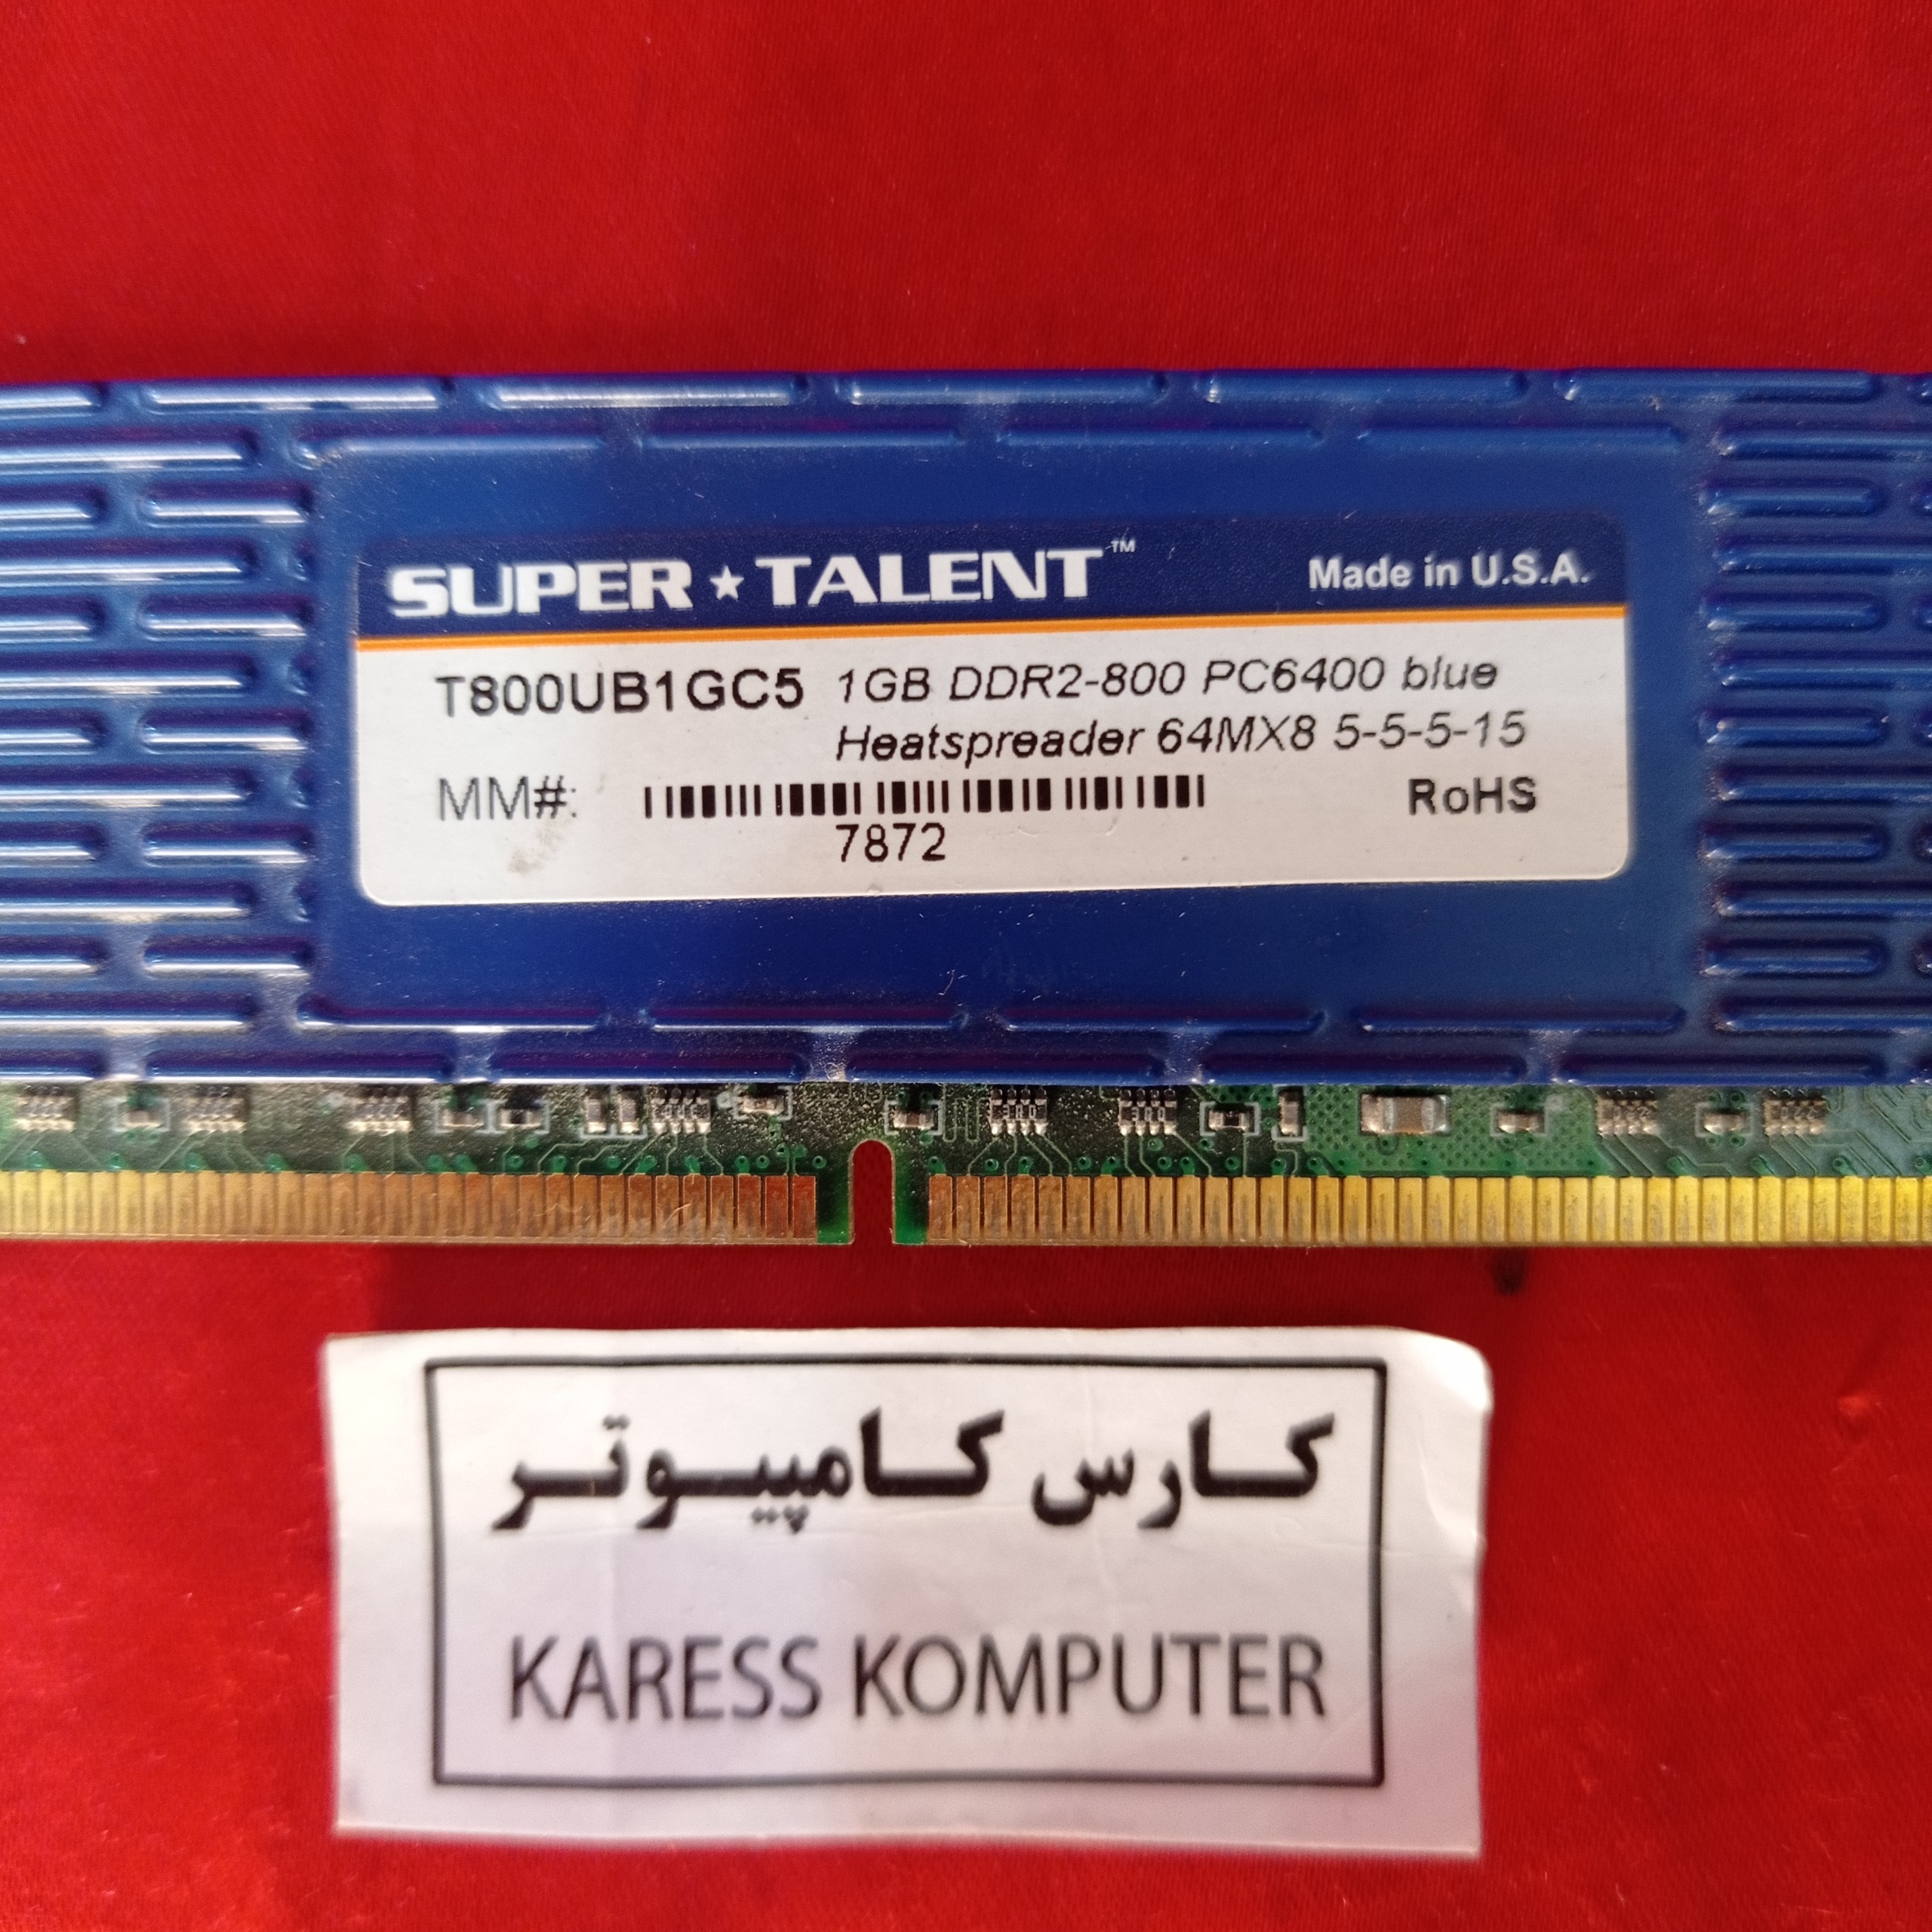 SUPER★TALENT™ Made in U.S.A.
T800UB1GC5 1GB DDR2-800 PC6400 blue
Heatspreader 64MX8 5-5-5-15
MM#: RoHS
7872
کارس کامپیوتر
KARESS KOMPUTER